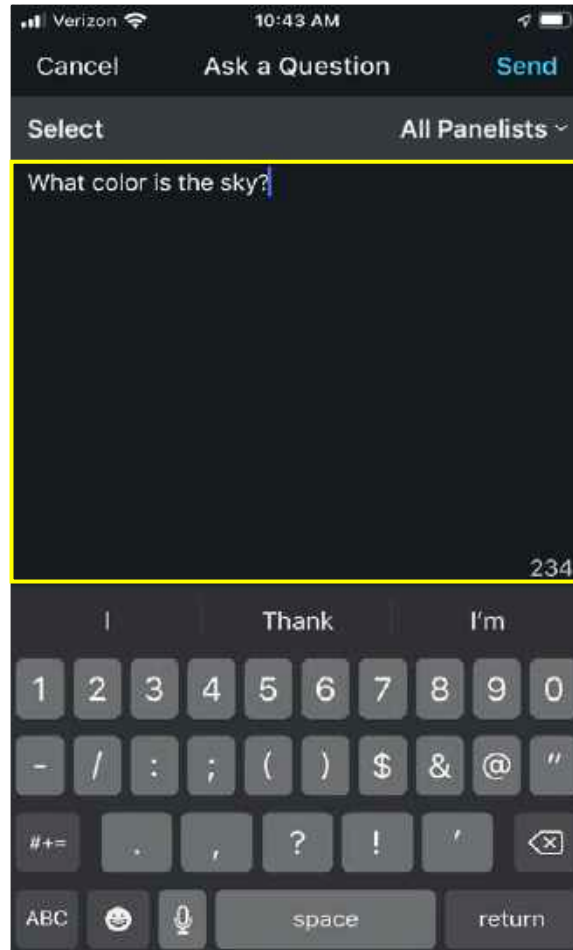 Verizon 10:43 AM
Cancel Ask a Question Send
Select All Panelists
What color is the sky?
234
I Thank I'm
1 2 3 4 5 6 7 8 9 0
- / : ; ( ) $ & @ "
#+= . , ? ! '
ABC space return